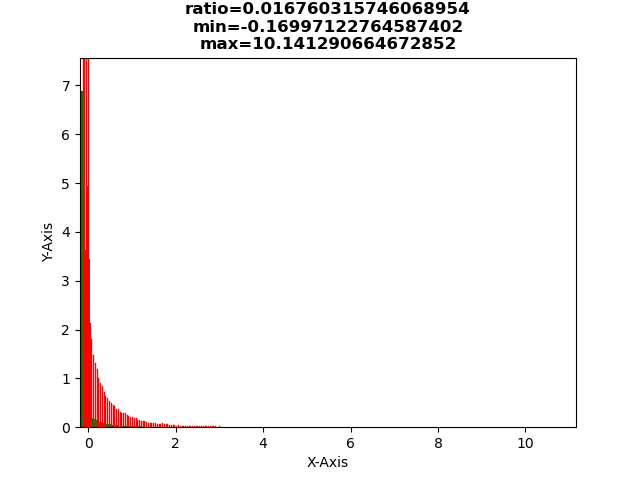 ratio=0.016760315746068954
min=-0.16997122764587402
max=10.141290664672852
7
6
5
4
3
2
1
0
Y-Axis
0 2 4 6 8 10
X-Axis